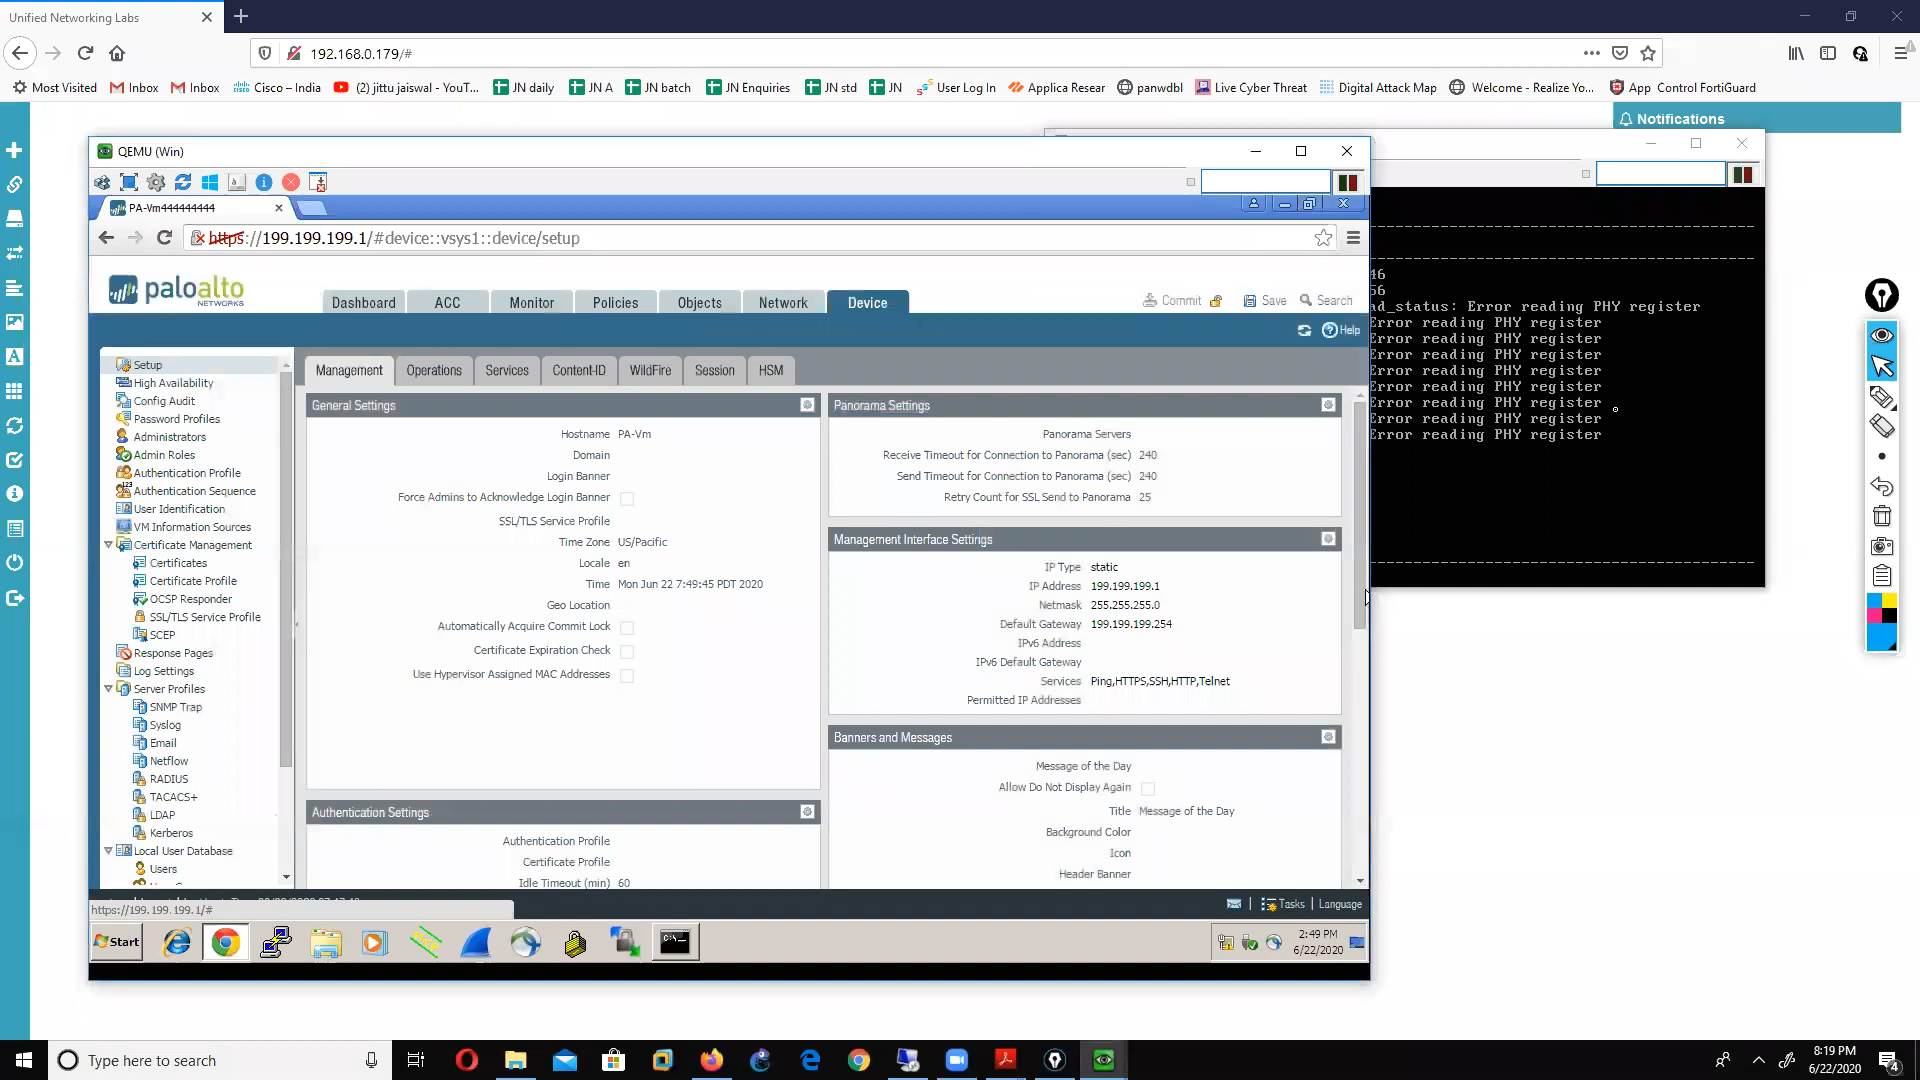 Unified Networking Labs
192.168.0.179/#
Most Visited
Inbox
Inbox
Cisco – India
(2) jittu jaiswal - YouT...
JN daily
JN A
JN batch
JN Enquiries
JN std
JN
User Log In
Applica Resear
panwdbl
Live Cyber Threat
Digital Attack Map
Welcome - Realize Yo...
App Control FortiGuard
Notifications
QEMU (Win)
PA-Vm444444444
https://199.199.199.1/#device::vsys1::device/setup
paloalto
NETWORKS
Dashboard
ACC
Monitor
Policies
Objects
Network
Device
Commit
Save
Search
Help
Setup
High Availability
Config Audit
Password Profiles
Administrators
Admin Roles
Authentication Profile
Authentication Sequence
User Identification
VM Information Sources
Certificate Management
Certificates
Certificate Profile
OCSP Responder
SSL/TLS Service Profile
SCEP
Response Pages
Log Settings
Server Profiles
SNMP Trap
Syslog
Email
Netflow
RADIUS
TACACS+
LDAP
Kerberos
Local User Database
Users
Management
Operations
Services
Content-ID
WildFire
Session
HSM
General Settings
Hostname PA-Vm
Domain
Login Banner
Force Admins to Acknowledge Login Banner
SSL/TLS Service Profile
Time Zone US/Pacific
Locale en
Time Mon Jun 22 7:49:45 PDT 2020
Geo Location
Automatically Acquire Commit Lock
Certificate Expiration Check
Use Hypervisor Assigned MAC Addresses
Authentication Settings
Authentication Profile
Certificate Profile
Idle Timeout (min) 60
Panorama Settings
Panorama Servers
Receive Timeout for Connection to Panorama (sec) 240
Send Timeout for Connection to Panorama (sec) 240
Retry Count for SSL Send to Panorama 25
Management Interface Settings
IP Type static
IP Address 199.199.199.1
Netmask 255.255.255.0
Default Gateway 199.199.199.254
IPv6 Address
IPv6 Default Gateway
Services Ping,HTTPS,SSH,HTTP,Telnet
Permitted IP Addresses
Banners and Messages
Message of the Day
Allow Do Not Display Again
Title Message of the Day
Background Color
Icon
Header Banner
46
56
ad_status: Error reading PHY register
Error reading PHY register
Error reading PHY register
Error reading PHY register
Error reading PHY register
Error reading PHY register
Error reading PHY register
Error reading PHY register
Error reading PHY register
https://199.199.199.1/#
Tasks
Language
Start
2:49 PM
6/22/2020
Type here to search
8:19 PM
6/22/2020
4